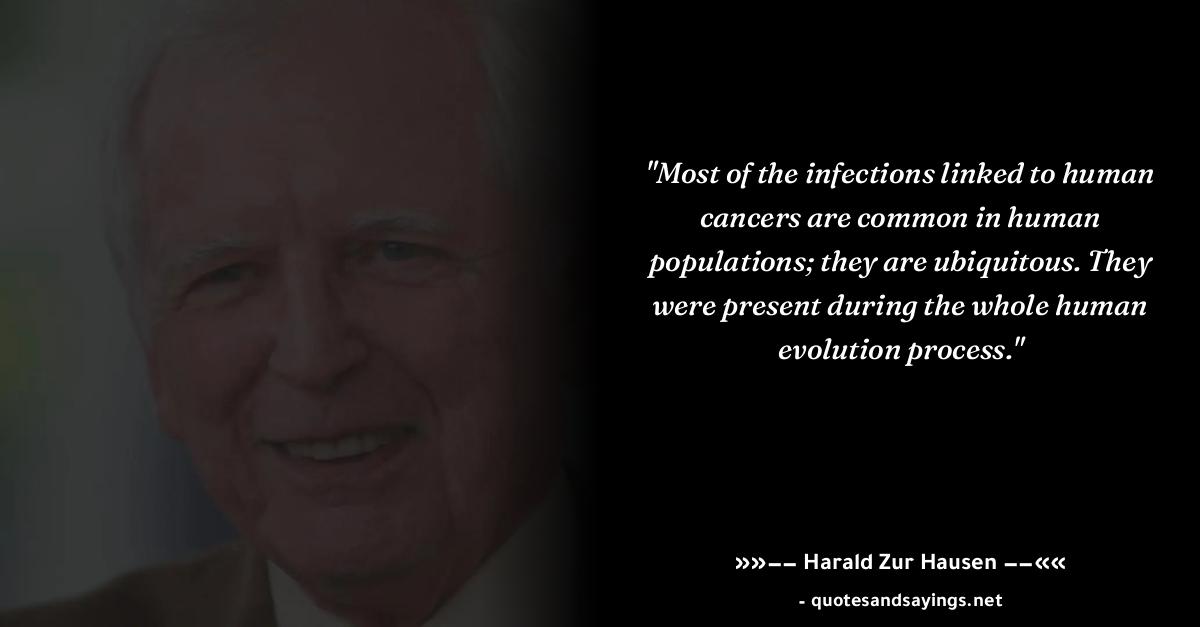 "Most of the infections linked to human
cancers are common in human
populations; they are ubiquitous. They
were present during the whole human
evolution process."
»»−− Harald Zur Hausen −−««
- quotesandsayings.net